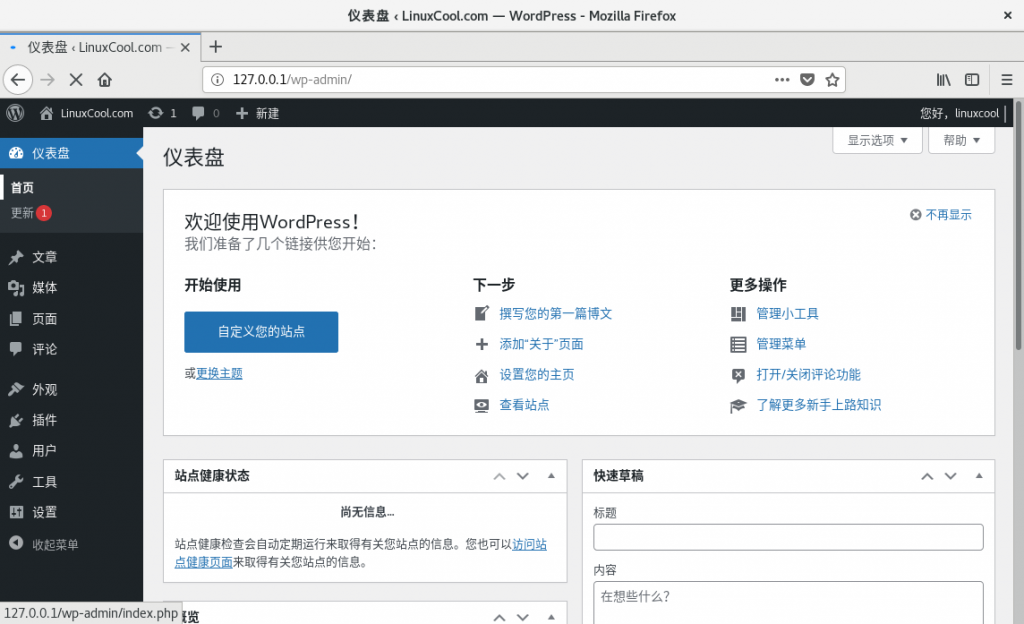 仪表盘 ‹ LinuxCool.com — WordPress - Mozilla Firefox
仪表盘 ‹ LinuxCool.com –
127.0.0.1/wp-admin/
LinuxCool.com 1 0 新建 您好，linuxcool
仪表盘
首页
更新 1
文章
媒体
页面
评论
外观
插件
用户
工具
设置
收起菜单
显示选项 帮助
仪表盘
欢迎使用WordPress！
我们准备了几个链接供您开始：
不再显示
开始使用
自定义您的站点
或更换主题
下一步
撰写您的第一篇博文
添加“关于”页面
设置您的主页
查看站点
更多操作
管理小工具
管理菜单
打开/关闭评论功能
了解更多新手上路知识
站点健康状态
尚无信息…
站点健康检查会自动定期运行来取得有关您站点的信息。您也可以访问站
点健康页面来取得有关您站点的信息。
快速草稿
标题
内容
在想些什么？
127.0.0.1/wp-admin/index.php
览